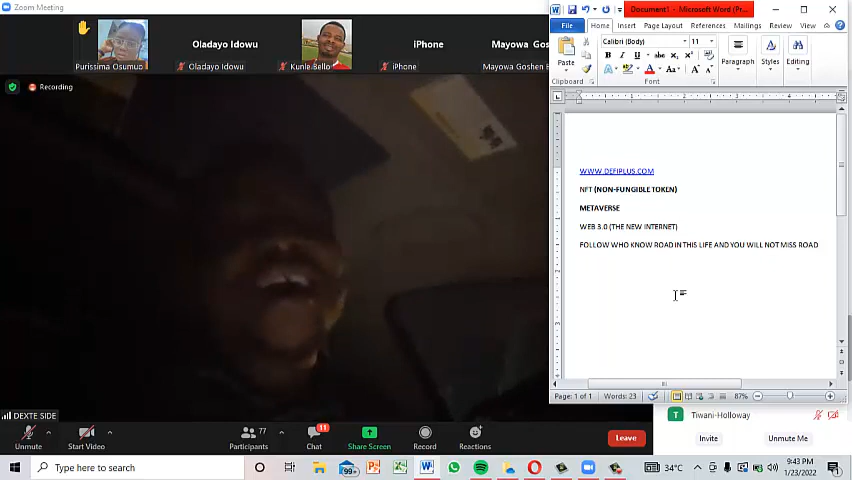 Zoom Meeting
Purissima Osumuo
Oladayo Idowu
Oladayo Idowu
Kunle Bello
iPhone
iPhone
Mayowa Goshen
Mayowa Goshen
Recording
DEXTE SIDE
Unmute
Start Video
77
Participants
11
Chat
Share Screen
Record
Reactions
Leave
Document1 - Microsoft Word (Pr...
File
Home
Insert
Page Layout
References
Calibri (Body)
11
Paste
Clipboard
Font
Paragraph
Styles
Editing
WWW.DEFIPLUS.COM
NFT (NON-FUNGIBLE TOKEN)
METAVERSE
WEB 3.0 (THE NEW INTERNET)
FOLLOW WHO KNOW ROAD IN THIS LIFE AND YOU WILL NOT MISS ROAD
Page: 1 of 1
Words: 23
87%
T
Tiwani-Holloway
Invite
Unmute Me
Type here to search
99+
34°C
9:43 PM
1/23/2022